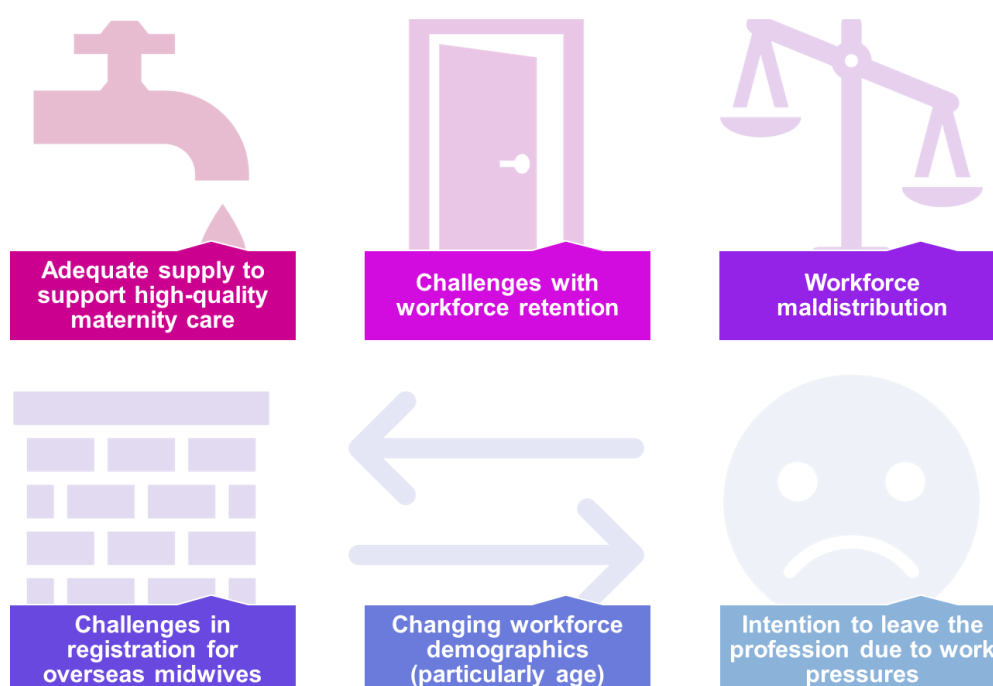 Adequate supply to
support high-quality
maternity care
Challenges with
workforce retention
Workforce
maldistribution
Challenges in
registration for
overseas midwives
Changing workforce
demographics
(particularly age)
Intention to leave the
profession due to work
pressures